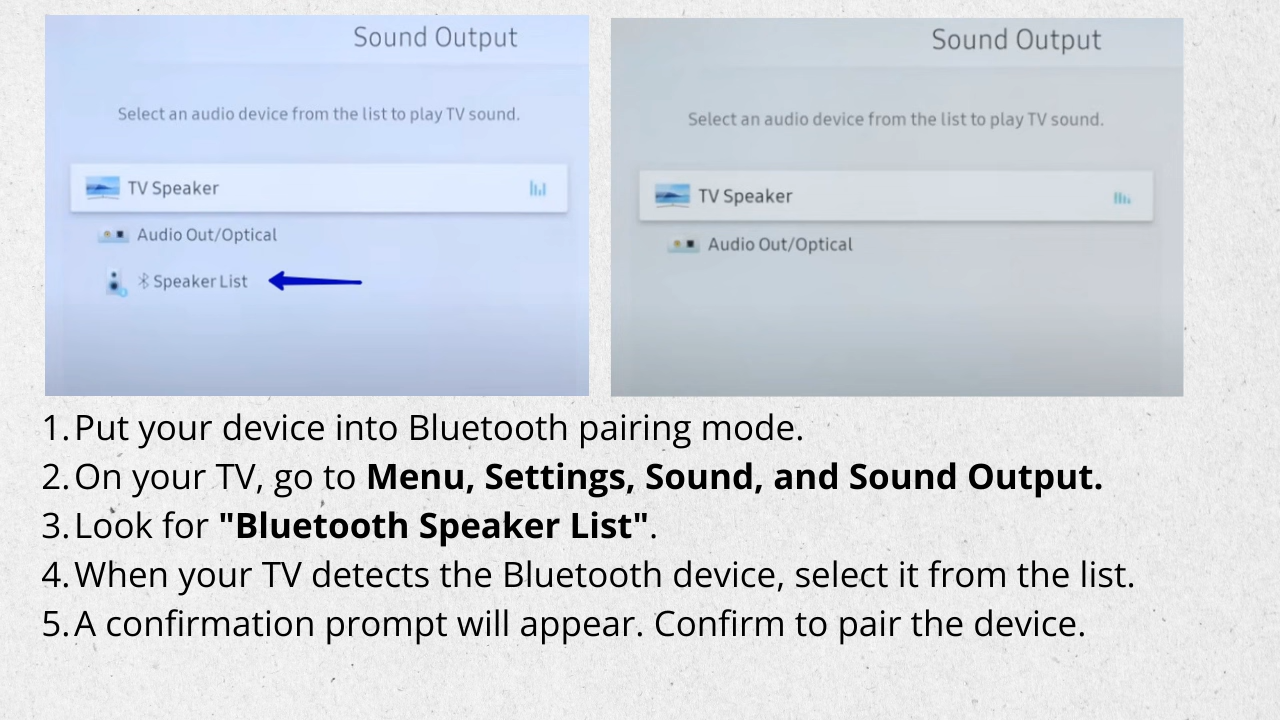 Sound Output
Select an audio device from the list to play TV sound.
TV Speaker
Audio Out/Optical
Speaker List
Sound Output
Select an audio device from the list to play TV sound.
TV Speaker
Audio Out/Optical
1. Put your device into Bluetooth pairing mode.
2. On your TV, go to Menu, Settings, Sound, and Sound Output.
3. Look for "Bluetooth Speaker List".
4. When your TV detects the Bluetooth device, select it from the list.
5. A confirmation prompt will appear. Confirm to pair the device.